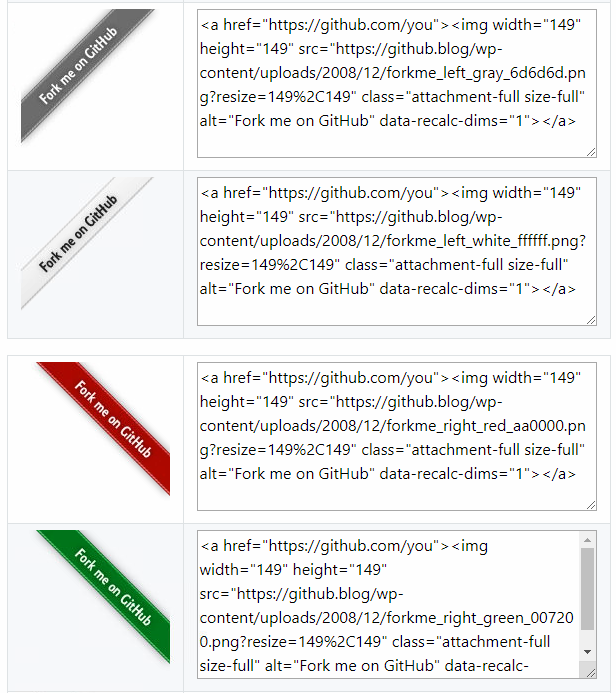 Fork me on GitHub
<a href="https://github.com/you"><img width="149"
height="149" src="https://github.blog/wp-
content/uploads/2008/12/forkme_left_gray_6d6d6d.pn
g?resize=149%2C149" class="attachment-full size-full"
alt="Fork me on GitHub" data-recalc-dims="1"></a>
Fork me on GitHub
<a href="https://github.com/you"><img width="149"
height="149" src="https://github.blog/wp-
content/uploads/2008/12/forkme_left_white_ffffff.png?
resize=149%2C149" class="attachment-full size-full"
alt="Fork me on GitHub" data-recalc-dims="1"></a>
Fork me on GitHub
<a href="https://github.com/you"><img width="149"
height="149" src="https://github.blog/wp-
content/uploads/2008/12/forkme_right_red_aa0000.pn
g?resize=149%2C149" class="attachment-full size-full"
alt="Fork me on GitHub" data-recalc-dims="1"></a>
Fork me on GitHub
<a href="https://github.com/you"><img
width="149" height="149"
src="https://github.blog/wp-
content/uploads/2008/12/forkme_right_green_00720
0.png?resize=149%2C149" class="attachment-full
size-full" alt="Fork me on GitHub" data-recalc-